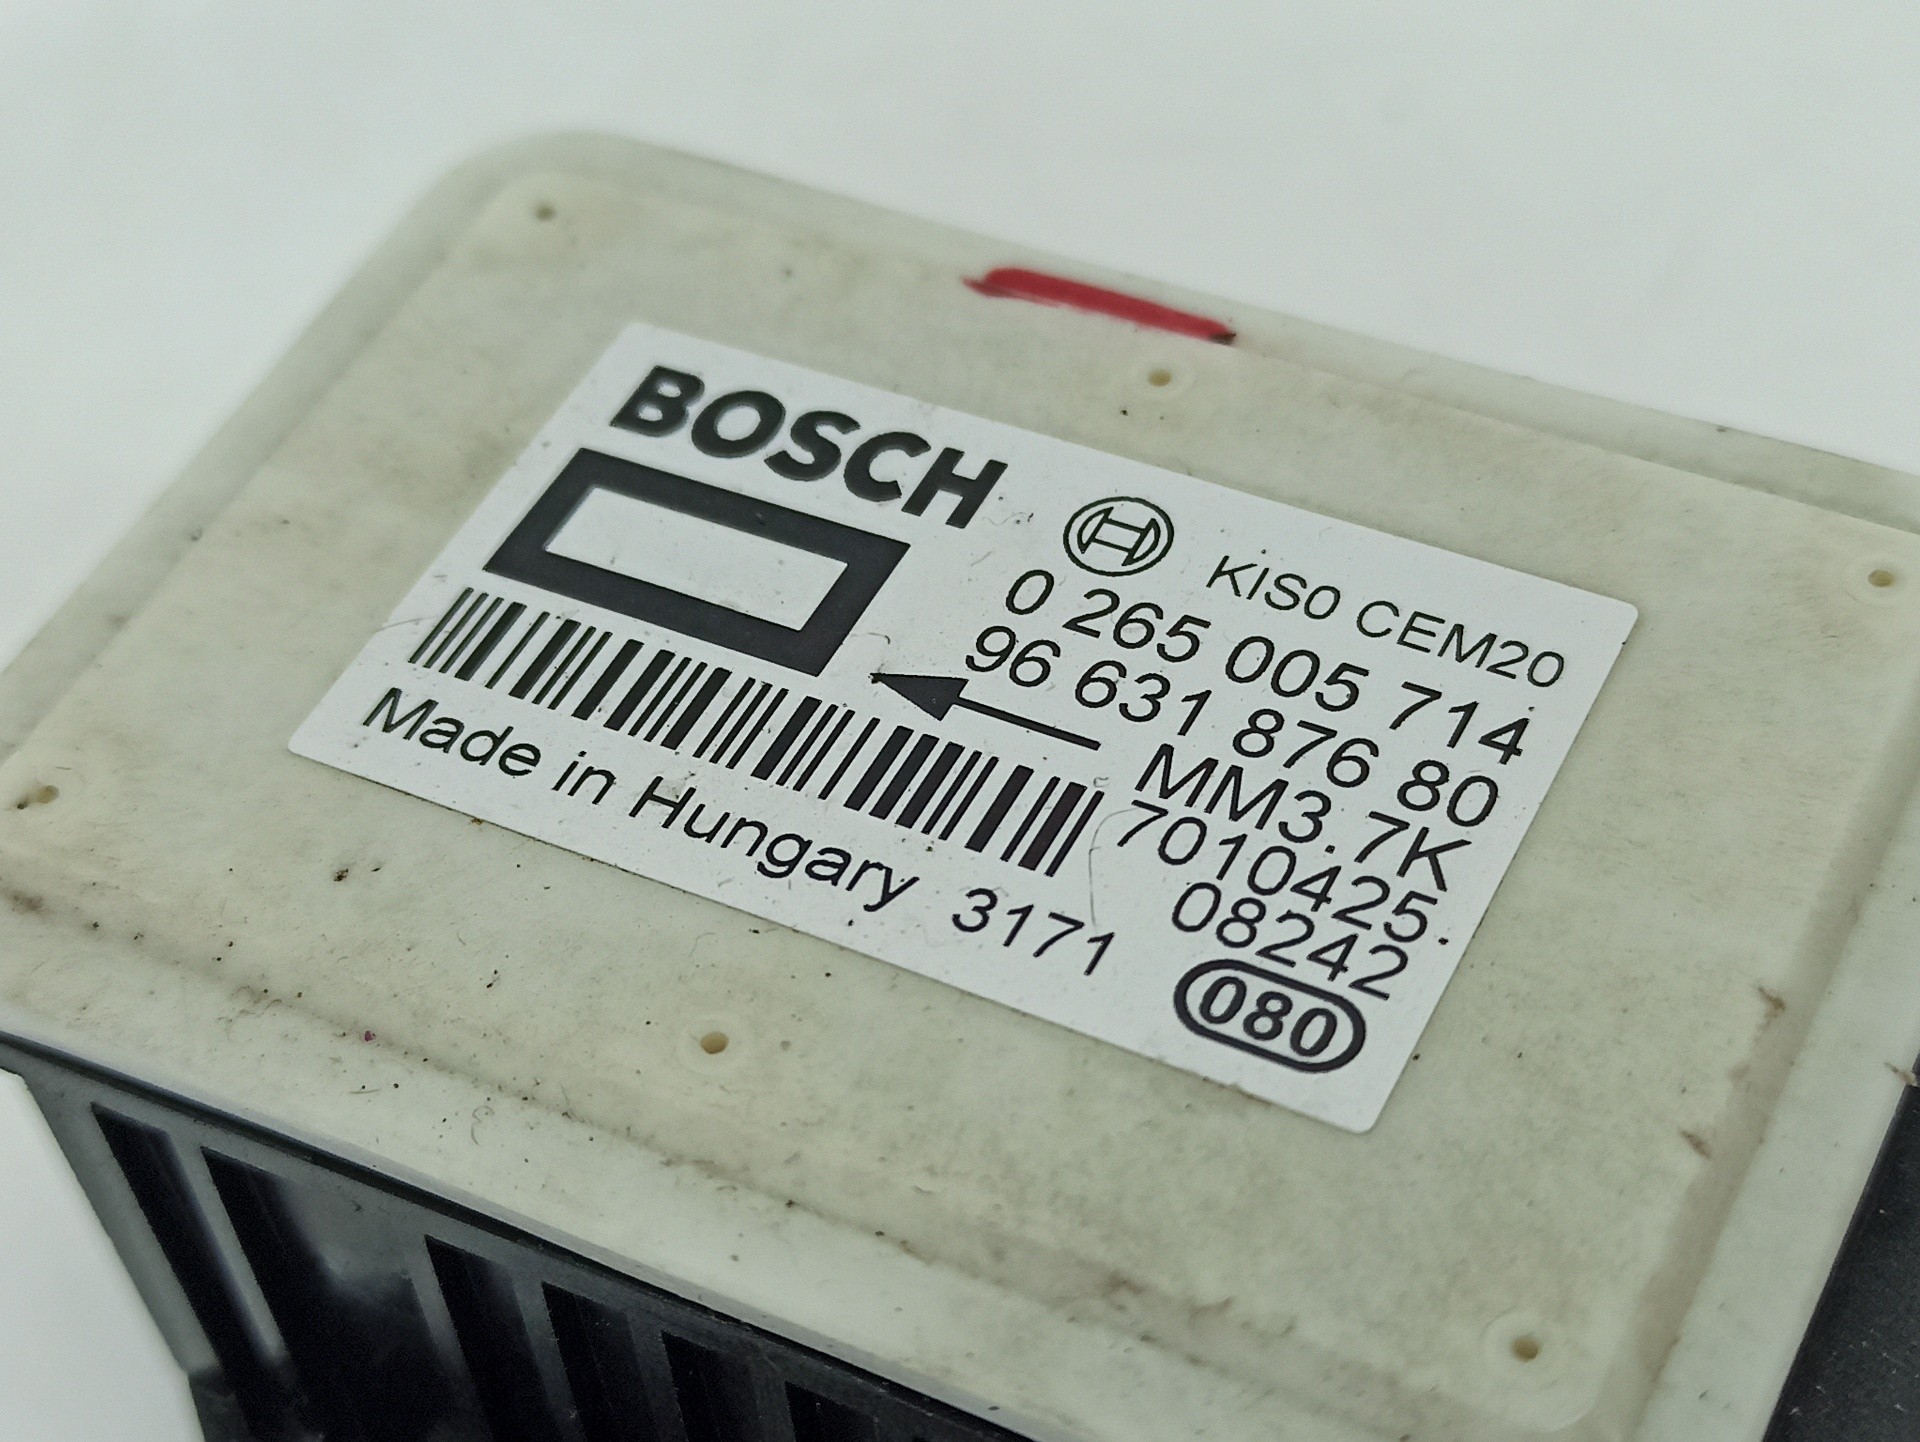 BOSCH
KIS0 CEM20
0 265 005 714
96 631 876 80
MM3.7K
7010425.
08242
Made in Hungary 3171
080